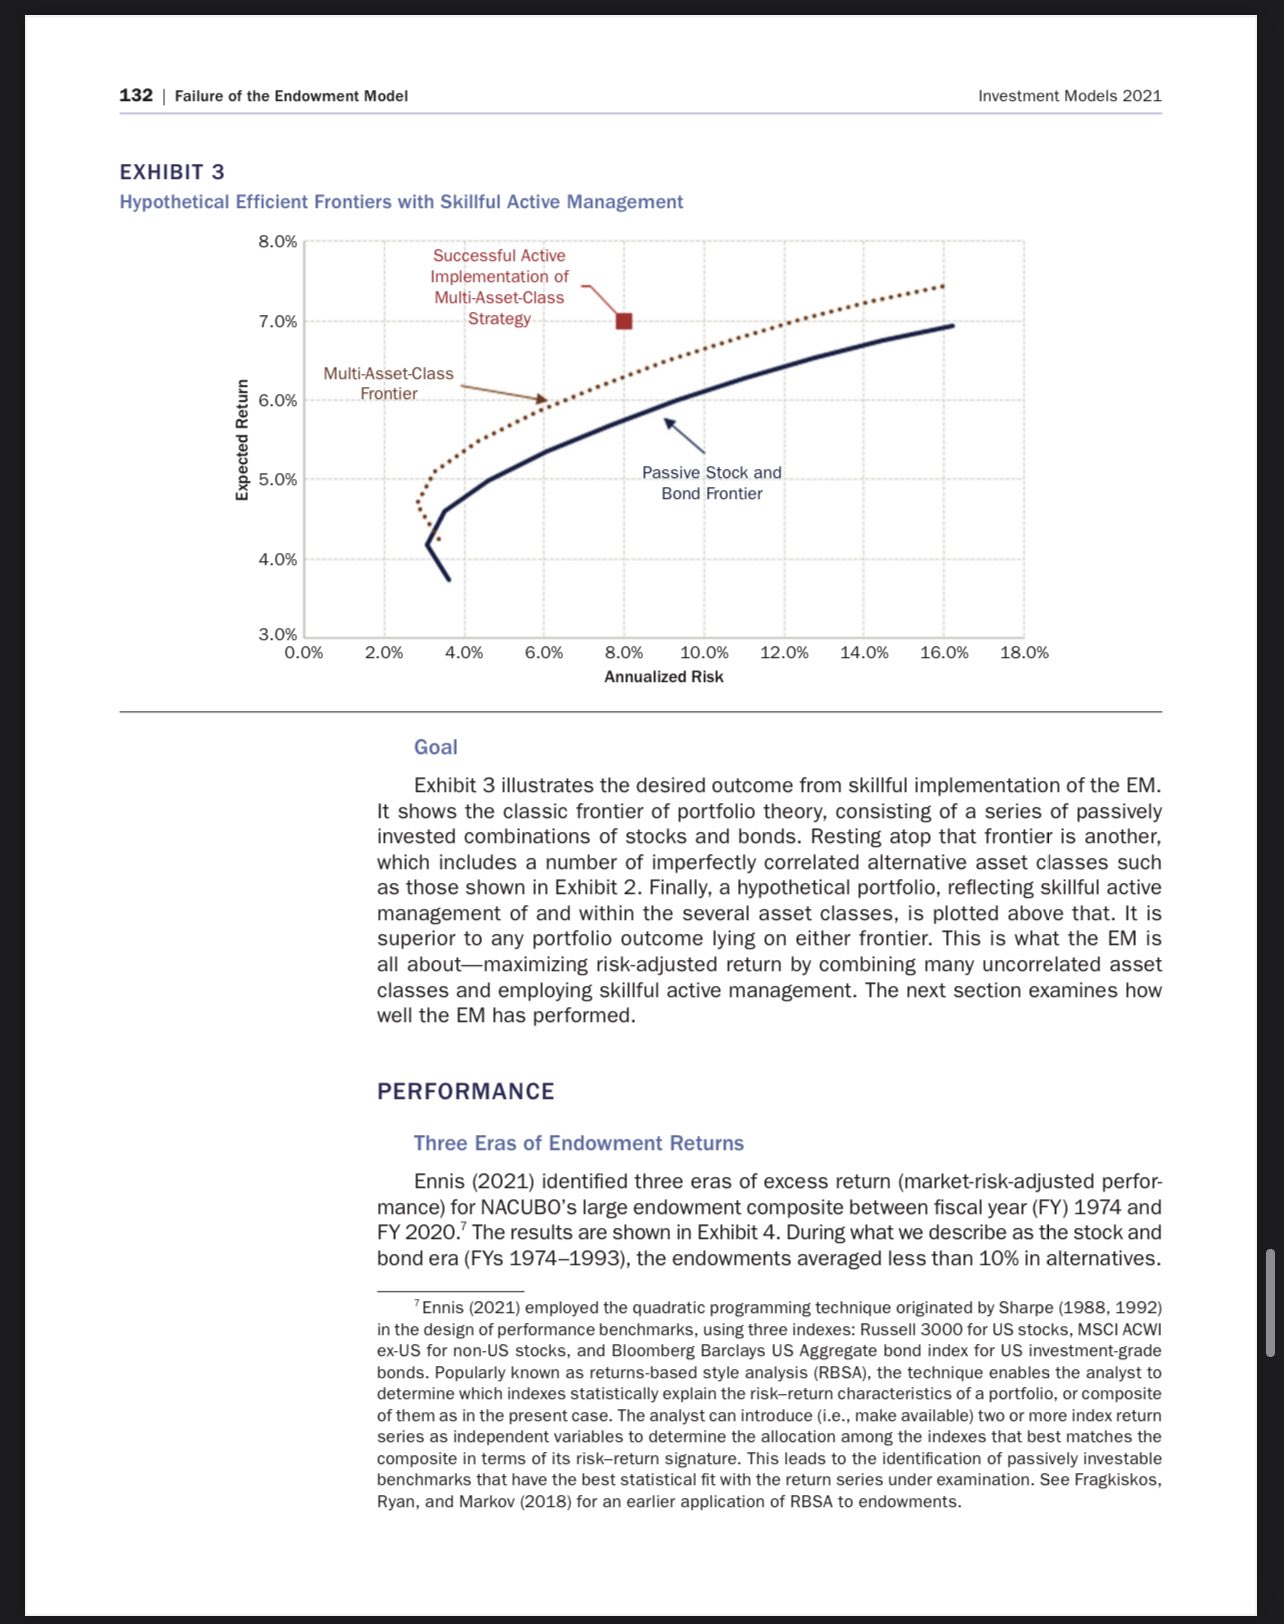 132 | Failure of the Endowment Model
Investment Models 2021
EXHIBIT 3
Hypothetical Efficient Frontiers with Skillful Active Management
8.0%
7.0%
6.0%
5.0%
4.0%
3.0%
Expected Return
Successful Active
Implementation of
Multi-Asset-Class
Strategy
Multi-Asset-Class
Frontier
Passive Stock and
Bond Frontier
0.0% 2.0% 4.0% 6.0% 8.0% 10.0% 12.0% 14.0% 16.0% 18.0%
Annualized Risk
Goal
Exhibit 3 illustrates the desired outcome from skillful implementation of the EM.
It shows the classic frontier of portfolio theory, consisting of a series of passively
invested combinations of stocks and bonds. Resting atop that frontier is another,
which includes a number of imperfectly correlated alternative asset classes such
as those shown in Exhibit 2. Finally, a hypothetical portfolio, reflecting skillful active
management of and within the several asset classes, is plotted above that. It is
superior to any portfolio outcome lying on either frontier. This is what the EM is
all about—maximizing risk-adjusted return by combining many uncorrelated asset
classes and employing skillful active management. The next section examines how
well the EM has performed.
PERFORMANCE
Three Eras of Endowment Returns
Ennis (2021) identified three eras of excess return (market-risk-adjusted perfor-
mance) for NACUBO's large endowment composite between fiscal year (FY) 1974 and
FY 2020.⁷ The results are shown in Exhibit 4. During what we describe as the stock and
bond era (FYs 1974–1993), the endowments averaged less than 10% in alternatives.
⁷ Ennis (2021) employed the quadratic programming technique originated by Sharpe (1988, 1992)
in the design of performance benchmarks, using three indexes: Russell 3000 for US stocks, MSCI ACWI
ex-US for non-US stocks, and Bloomberg Barclays US Aggregate bond index for US investment-grade
bonds. Popularly known as returns-based style analysis (RBSA), the technique enables the analyst to
determine which indexes statistically explain the risk–return characteristics of a portfolio, or composite
of them as in the present case. The analyst can introduce (i.e., make available) two or more index return
series as independent variables to determine the allocation among the indexes that best matches the
composite in terms of its risk–return signature. This leads to the identification of passively investable
benchmarks that have the best statistical fit with the return series under examination. See Fragkiskos,
Ryan, and Markov (2018) for an earlier application of RBSA to endowments.